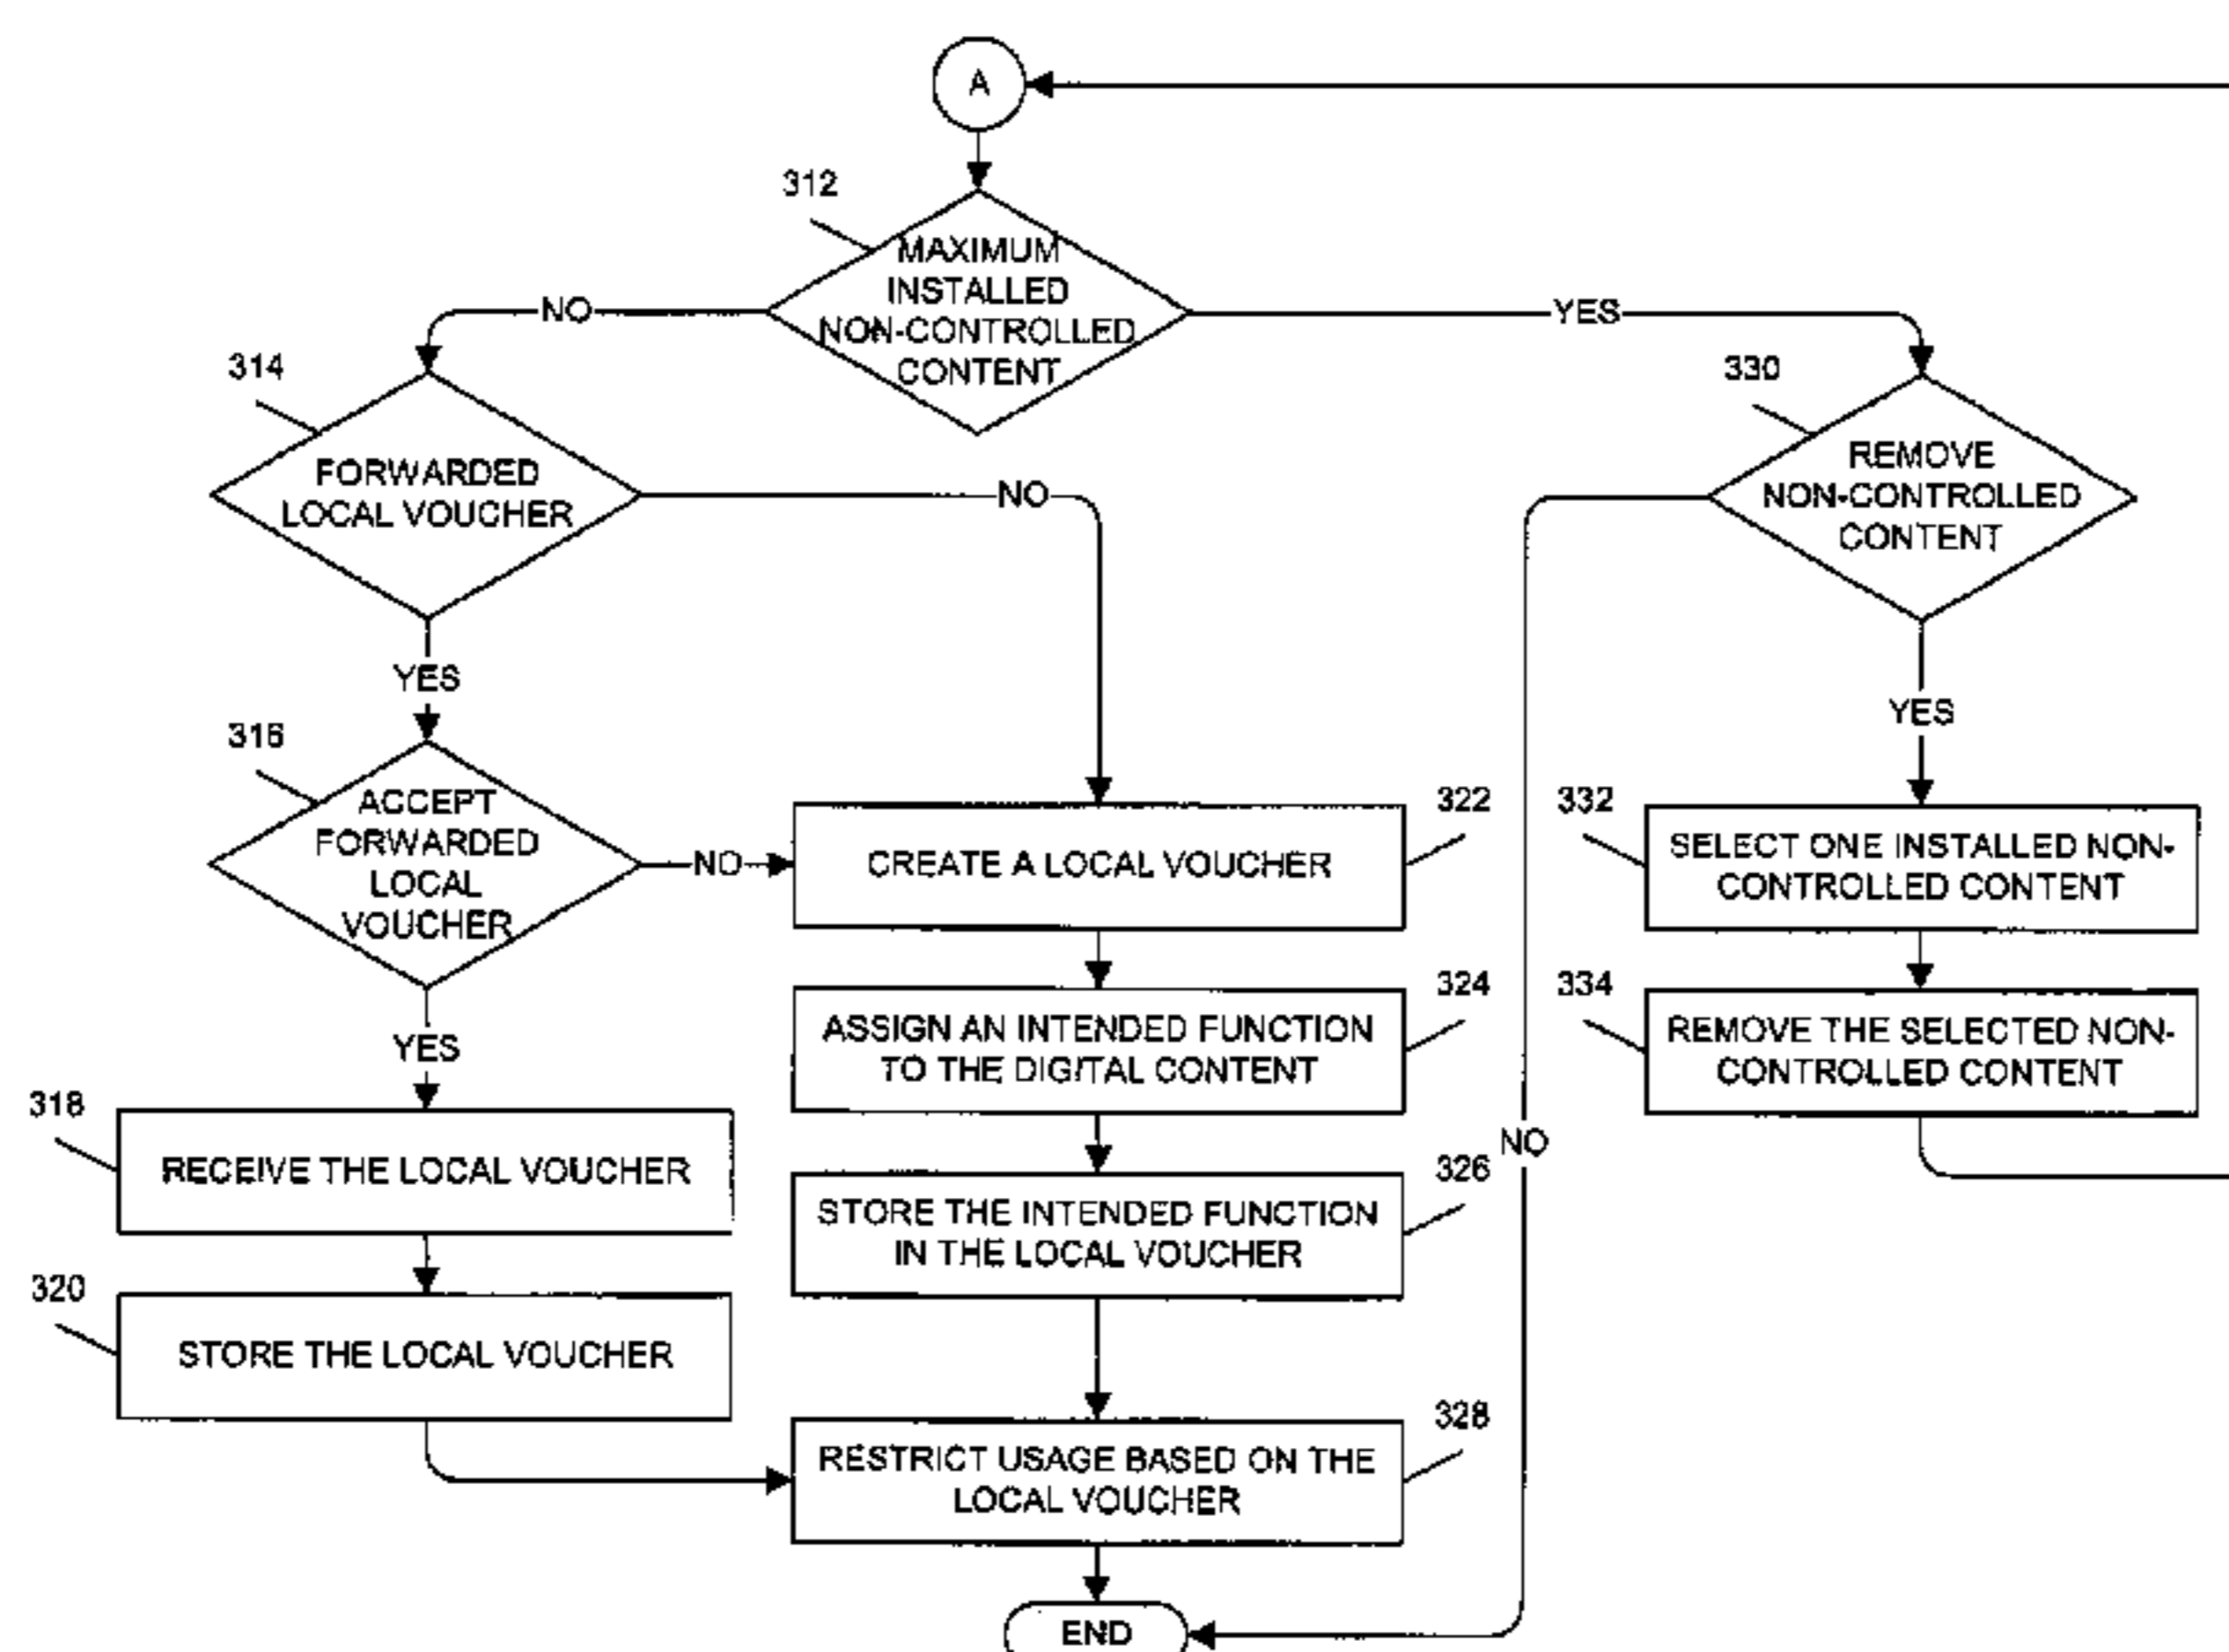 A
312
MAXIMUM
INSTALLED
NON-CONTROLLED
CONTENT
NO
YES
314
FORWARDED
LOCAL VOUCHER
NO
330
REMOVE
NON-CONTROLLED
CONTENT
YES
YES
316
ACCEPT
FORWARDED
LOCAL
VOUCHER
NO
322
CREATE A LOCAL VOUCHER
332
SELECT ONE INSTALLED NON-
CONTROLLED CONTENT
324
ASSIGN AN INTENDED FUNCTION
TO THE DIGITAL CONTENT
334
REMOVE THE SELECTED NON-
CONTROLLED CONTENT
YES
318
RECEIVE THE LOCAL VOUCHER
NO
326
STORE THE INTENDED FUNCTION
IN THE LOCAL VOUCHER
320
STORE THE LOCAL VOUCHER
328
RESTRICT USAGE BASED ON THE
LOCAL VOUCHER
END